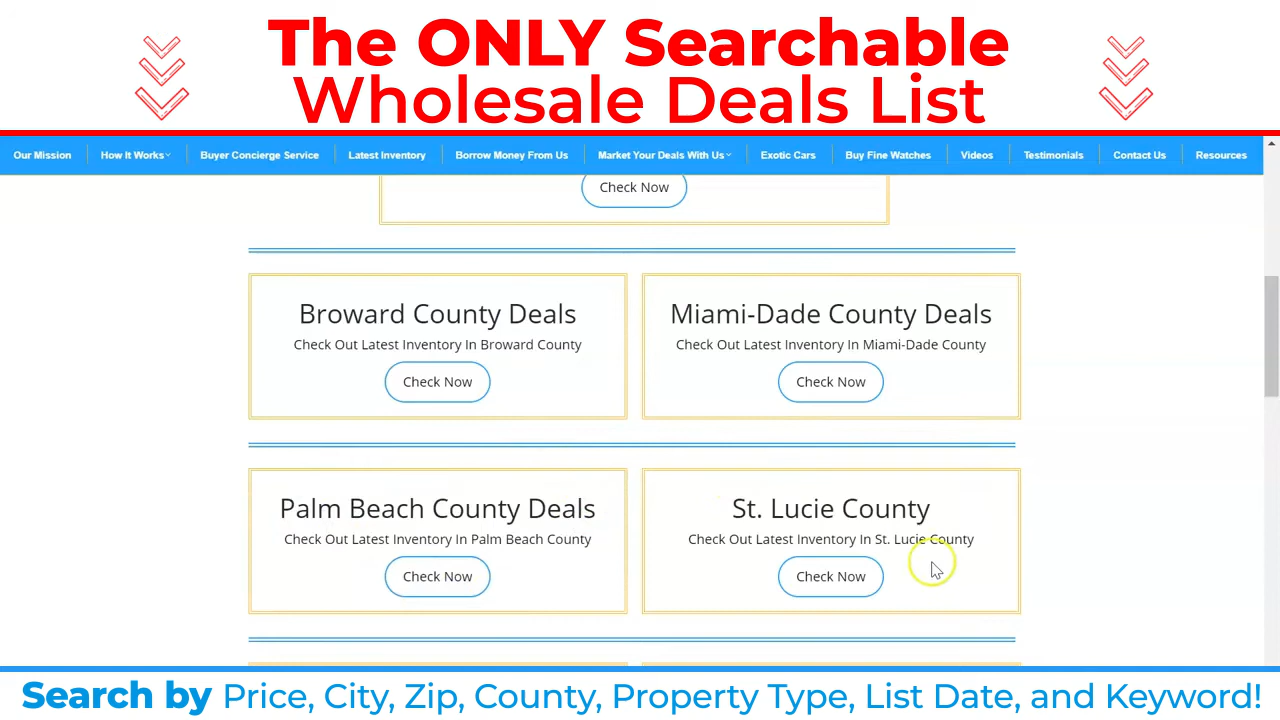 The ONLY Searchable
Wholesale Deals List
Our Mission How It Works Buyer Concierge Service Latest Inventory Borrow Money From Us Market Your Deals With Us Exotic Cars Buy Fine Watches Videos Testimonials Contact Us Resources
Check Now
Broward County Deals
Check Out Latest Inventory In Broward County
Check Now
Miami-Dade County Deals
Check Out Latest Inventory In Miami-Dade County
Check Now
Palm Beach County Deals
Check Out Latest Inventory In Palm Beach County
Check Now
St. Lucie County
Check Out Latest Inventory In St. Lucie County
Check Now
Search by Price, City, Zip, County, Property Type, List Date, and Keyword!